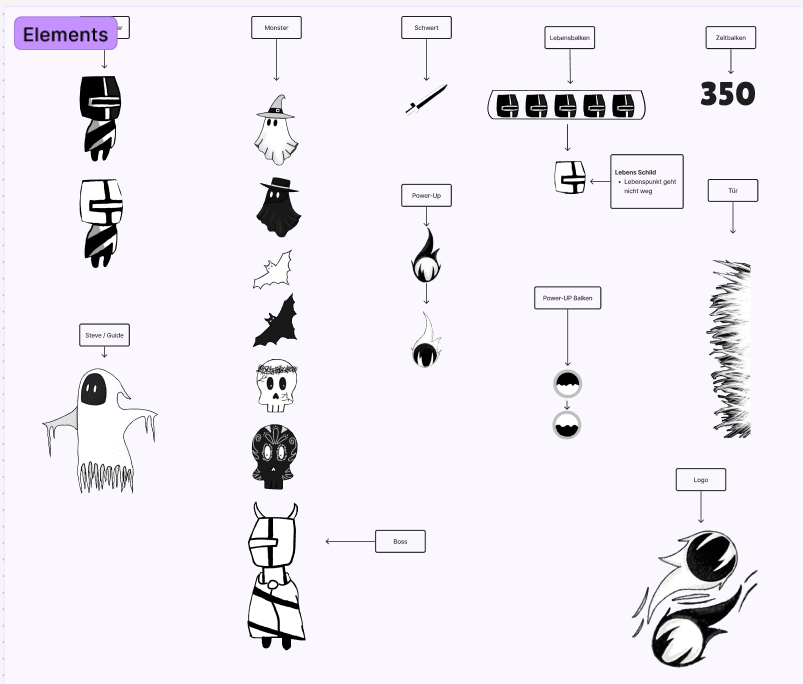 Elements
Monster
Schwert
Lebensbalken
Zeitbalken
350
Lebens Schild
• Lebenspunkt geht
nicht weg
Power-Up
Tür
Power-UP Balken
Steve / Guide
Logo
Boss